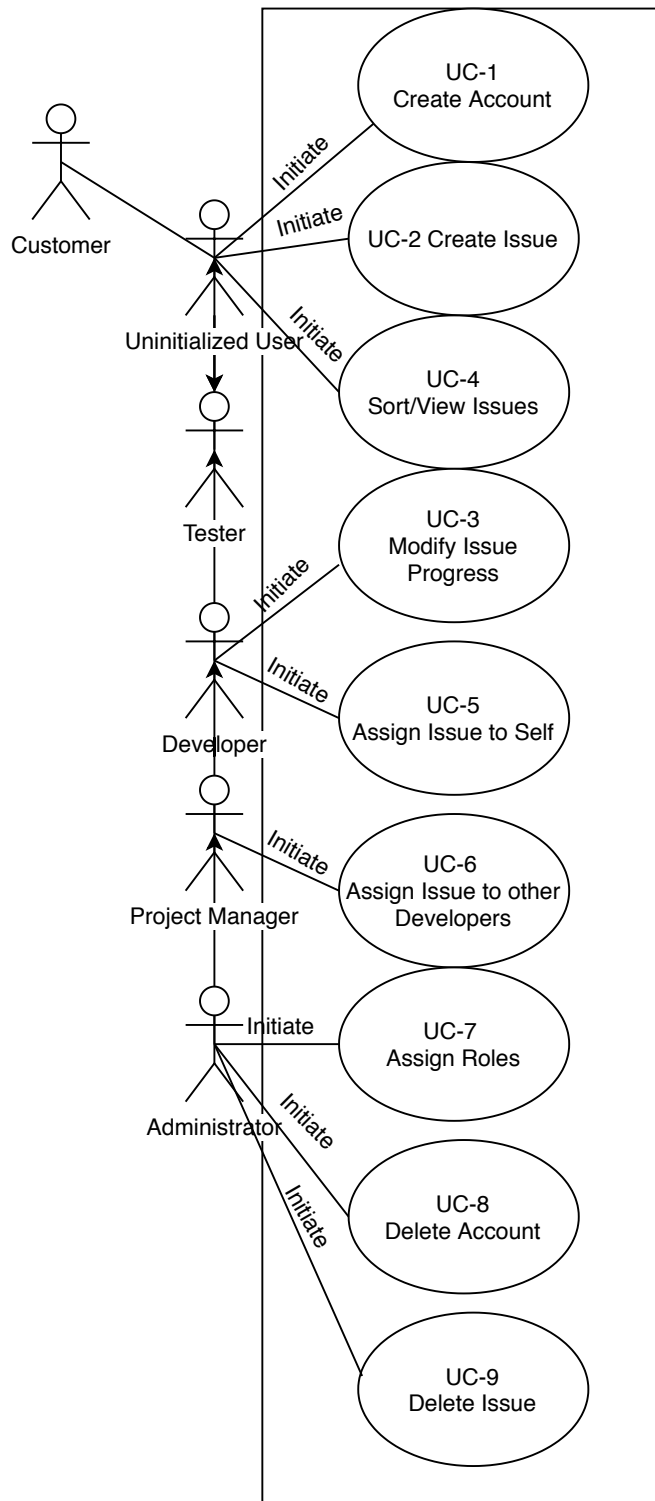 UC-1
Create Account
Initiate
Customer
Initiate
UC-2 Create Issue
Uninitialized User
Initiate
UC-4
Sort/View Issues
Tester
UC-3
Modify Issue
Progress
Initiate
Initiate
UC-5
Assign Issue to Self
Developer
Initiate
UC-6
Assign Issue to other
Developers
Project Manager
Initiate
UC-7
Assign Roles
Administrator
Initiate
UC-8
Delete Account
Initiate
UC-9
Delete Issue